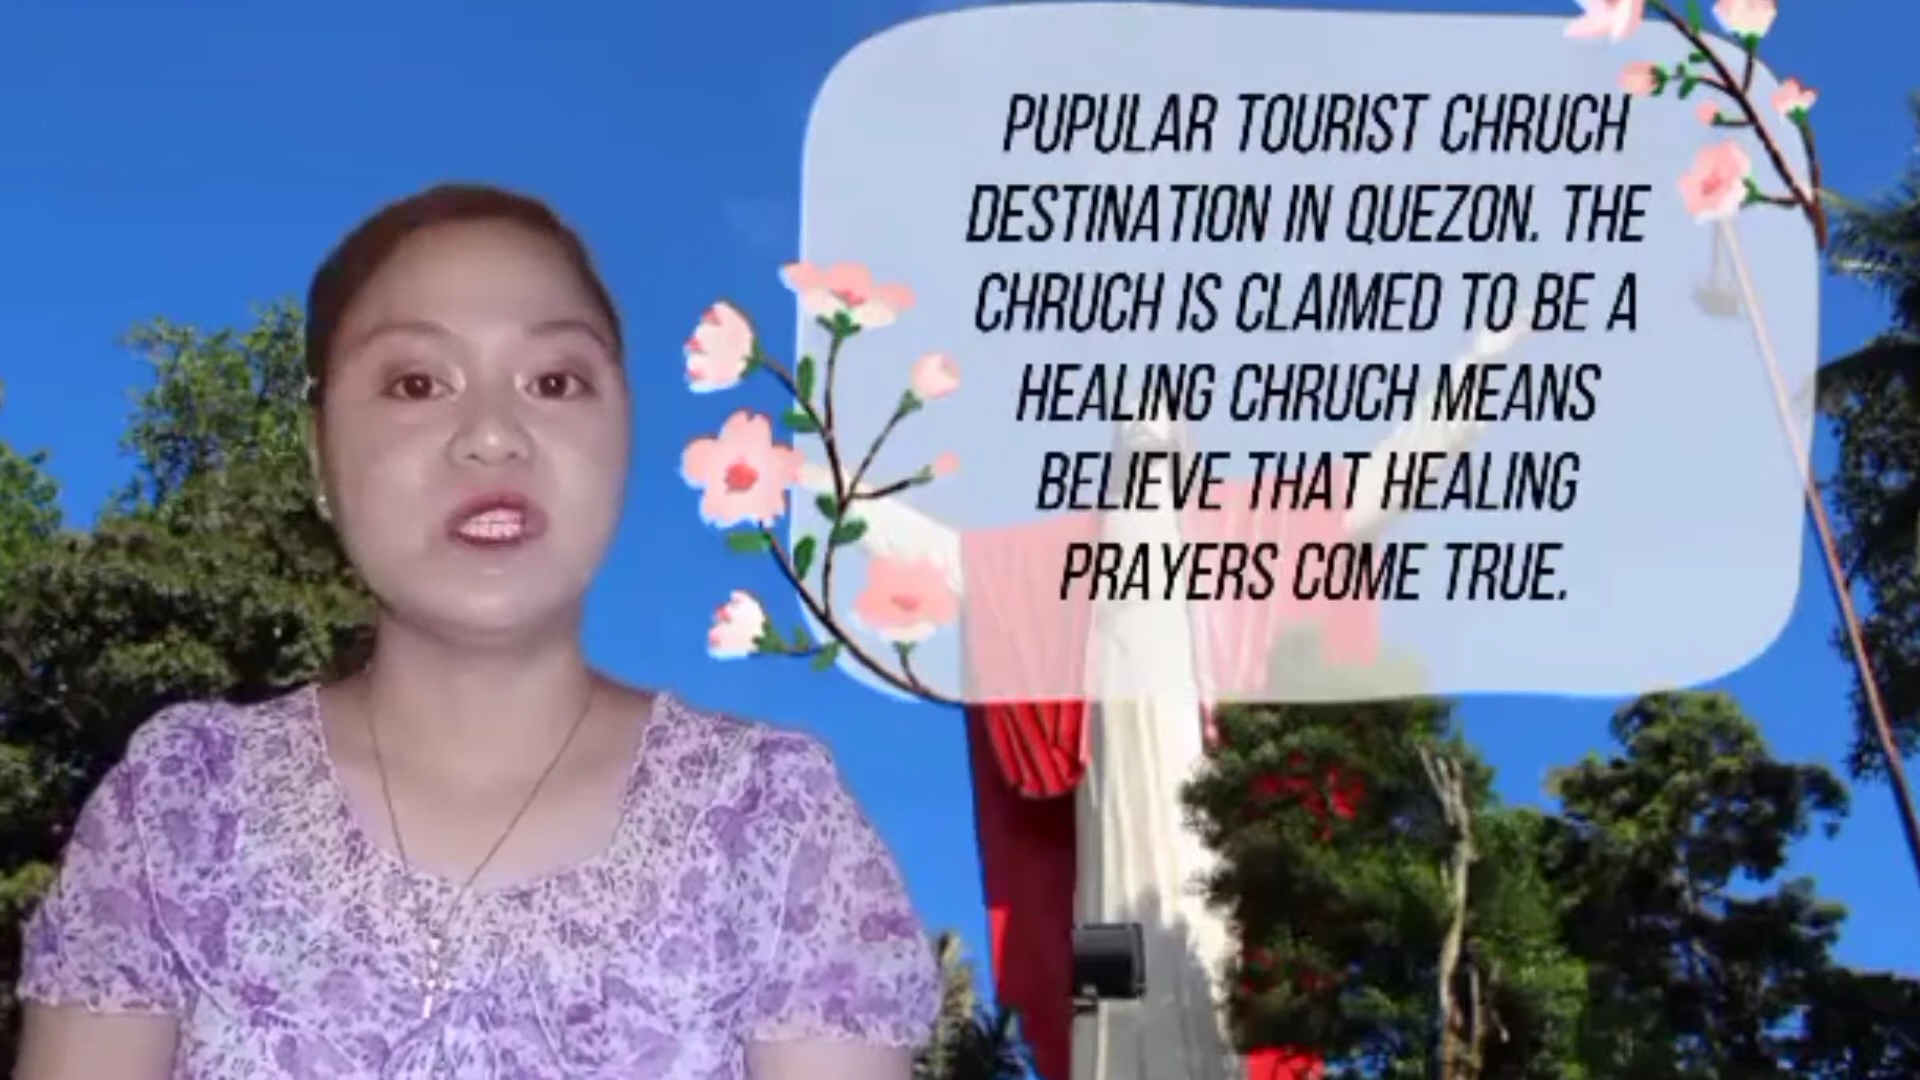 PUPULAR TOURIST CHRUCH
DESTINATION IN QUEZON. THE
CHRUCH IS CLAIMED TO BE A
HEALING CHRUCH MEANS
BELIEVE THAT HEALING
PRAYERS COME TRUE.